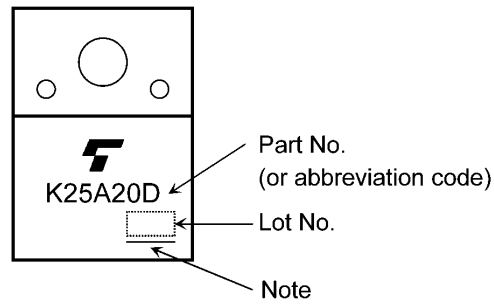 K25A20D
Part No.
(or abbreviation code)
Lot No.
Note